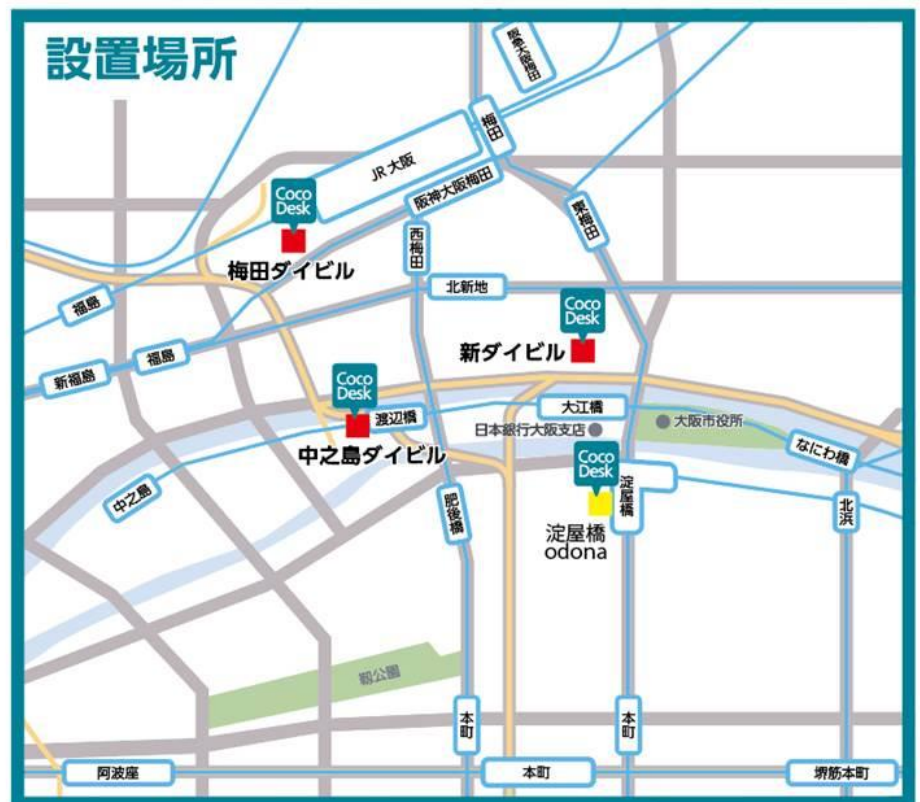 設置場所
阪急大阪梅田
梅田
JR大阪
阪神大阪梅田
Coco
Desk
梅田ダイビル
西梅田
東梅田
北新地
福島
Coco
Desk
新ダイビル
福島
新福島
Coco
Desk
渡辺橋
中之島ダイビル
大江橋
日本銀行大阪支店
大阪市役所
なにわ橋
Coco
Desk
淀屋橋
淀屋橋
odona
中之島
肥後橋
北浜
靱公園
本町
本町
阿波座
本町
堺筋本町